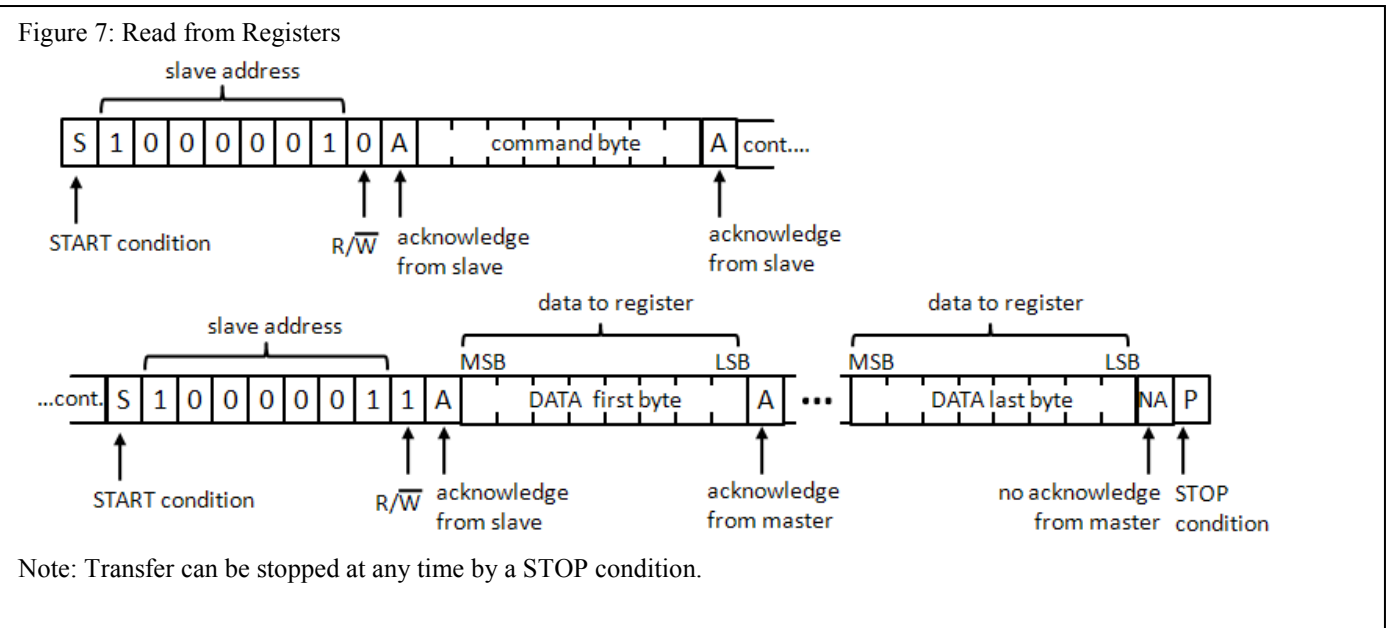 Figure 7: Read from Registers
slave address
S 1 0 0 0 0 0 1 0 A command byte A cont....
START condition
R/W̅
acknowledge
from slave
acknowledge
from slave
data to register
data to register
slave address
MSB LSB MSB LSB
...cont. S 1 0 0 0 0 0 1 1 A DATA first byte A ••• DATA last byte NA P
START condition
R/W̅
acknowledge
from slave
acknowledge
from master
no acknowledge
from master
STOP
condition
Note: Transfer can be stopped at any time by a STOP condition.